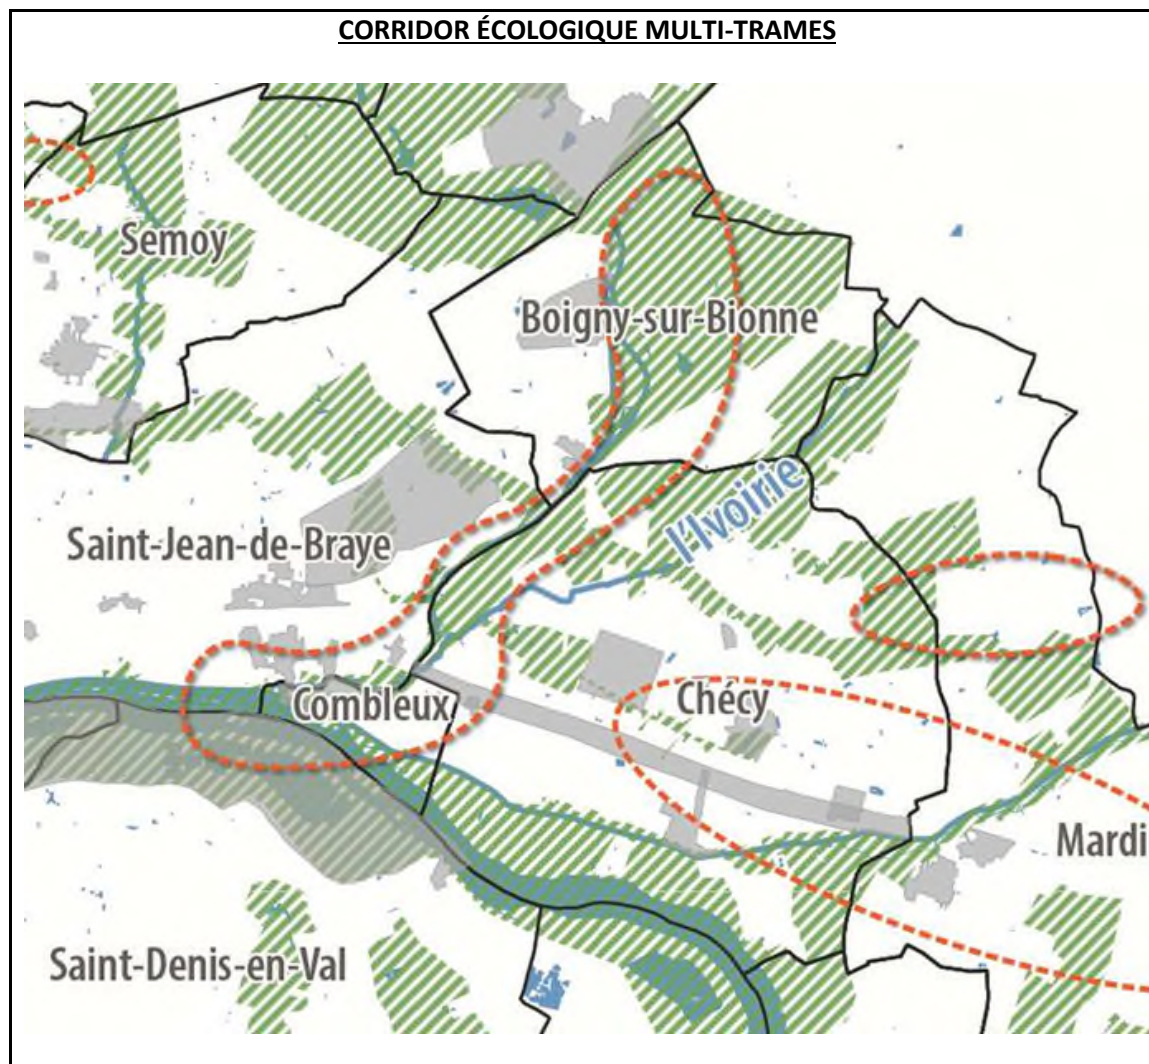 CORRIDOR ÉCOLOGIQUE MULTI-TRAMES
Semoy
Boigny-sur-Bionne
l'Ivoirie
Saint-Jean-de-Braye
Combleux
Chécy
Mardi
Saint-Denis-en-Val